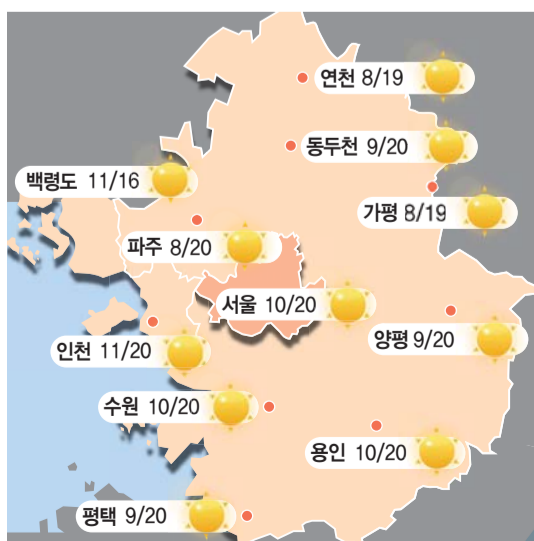 연천 8/19
동두천 9/20
백령도 11/16
가평 8/19
파주 8/20
서울 10/20
양평 9/20
인천 11/20
수원 10/20
용인 10/20
평택 9/20